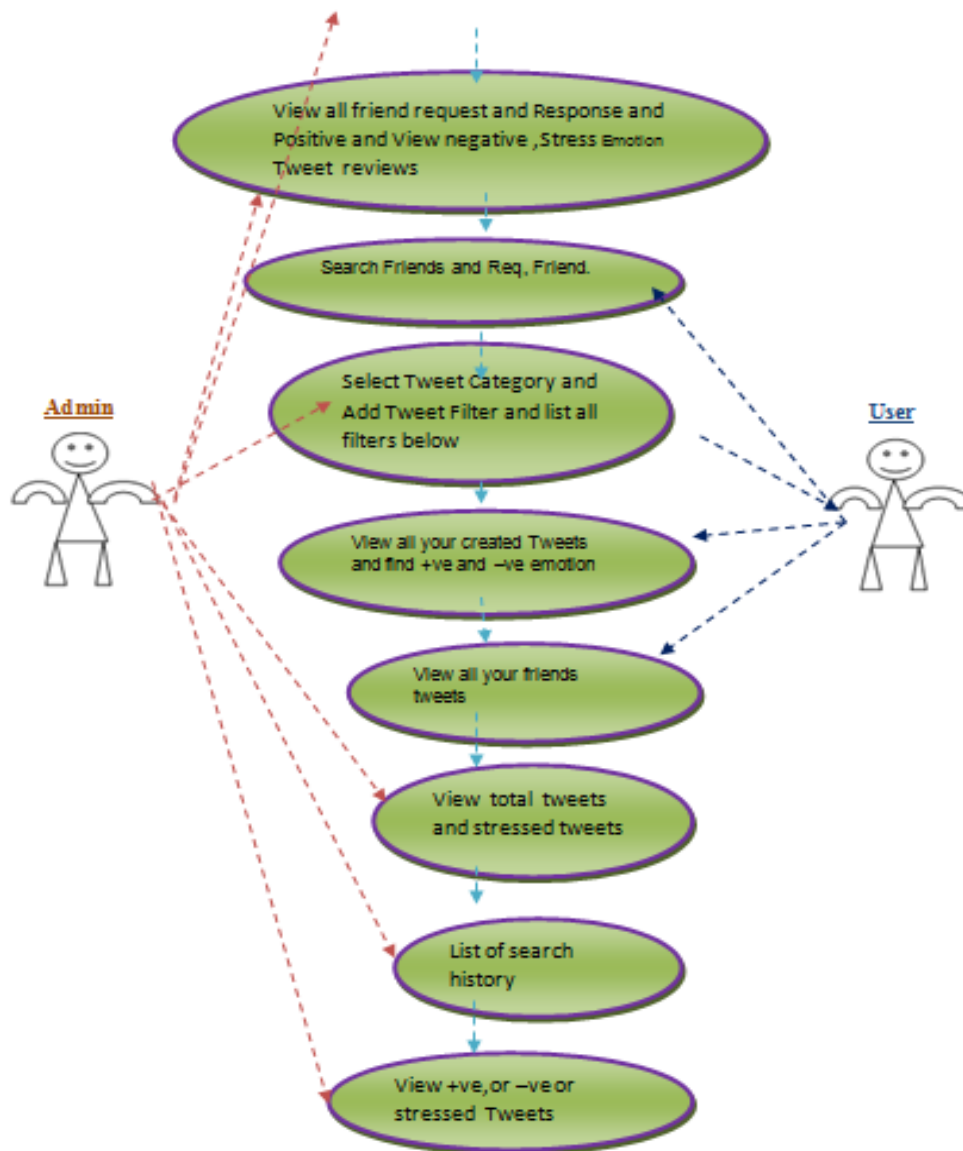 View all friend request and Response and
Positive and View negative ,Stress Emotion
Tweet reviews
Search Friends and Req, Friend.
Select Tweet Category and
Add Tweet Filter and list all
filters below
Admin
User
View all your created Tweets
and find +ve and –ve emotion
View all your friends
tweets
View total tweets
and stressed tweets
List of search
history
View +ve,or –ve or
stressed Tweets